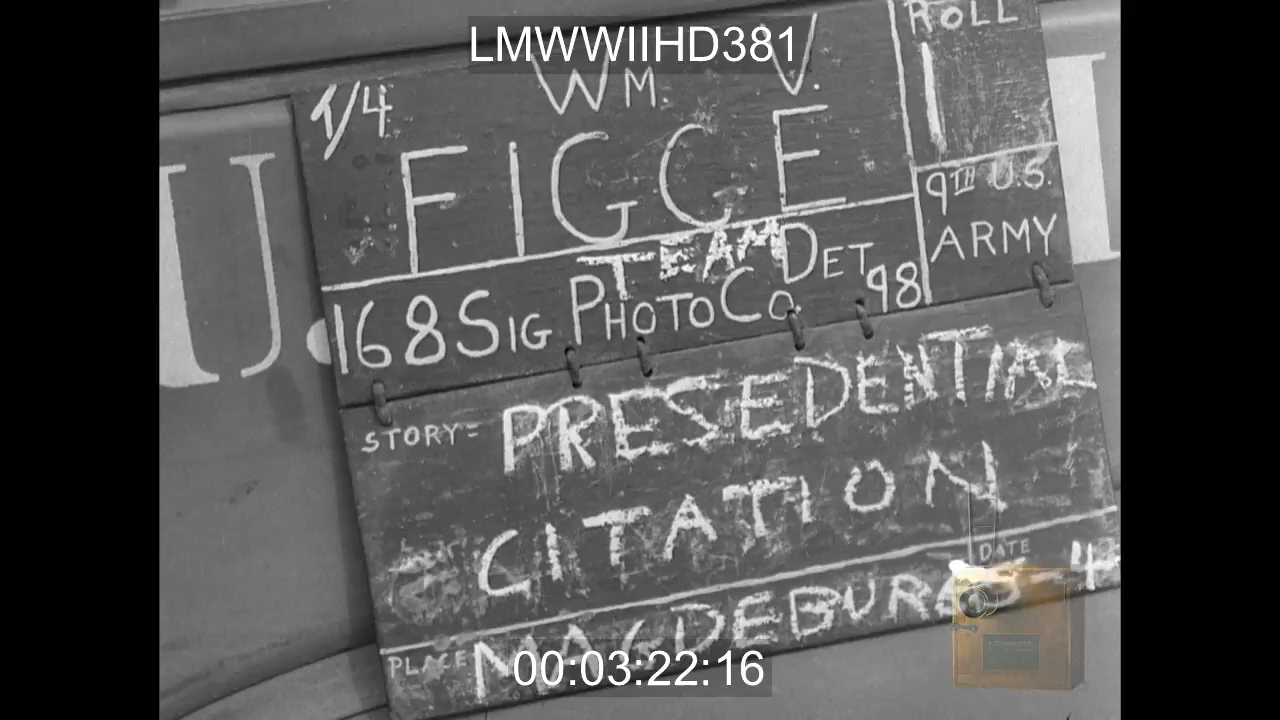 LMWWIIHD381
WM. V.
T/4
FIGGE
ROLL
1
9TH U.S.
ARMY
168 SIG PHOTO CO. TEAM DET 98
STORY= PRESEDENTIAL
CITATION
DATE
PLACE MAGDEBURG
00:03:22:16
U.